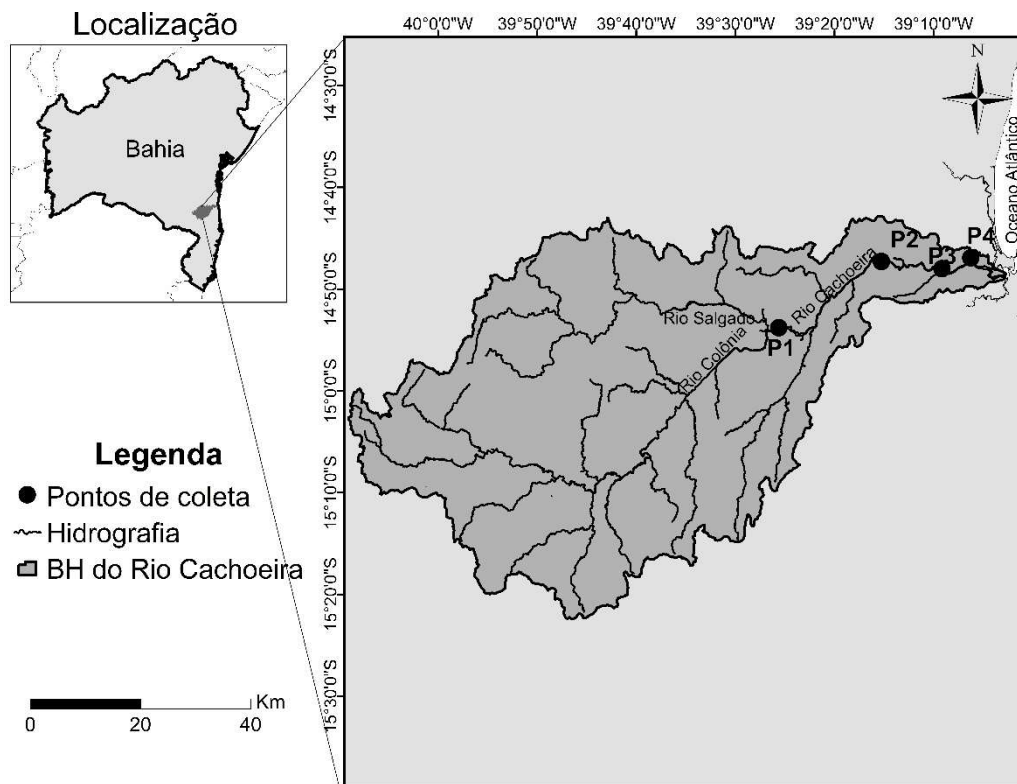 Localização
Bahia
40°0'0"W 39°50'0"W 39°40'0"W 39°30'0"W 39°20'0"W 39°10'0"W
14°30'0"S
14°40'0"S
14°50'0"S
15°0'0"S
15°10'0"S
15°20'0"S
15°30'0"S
N
Oceano Atlântico
P2
P4
P3
Rio Cachoeira
Rio Salgado
P1
Rio Colônia
Legenda
Pontos de coleta
Hidrografia
BH do Rio Cachoeira
Km
0 20 40